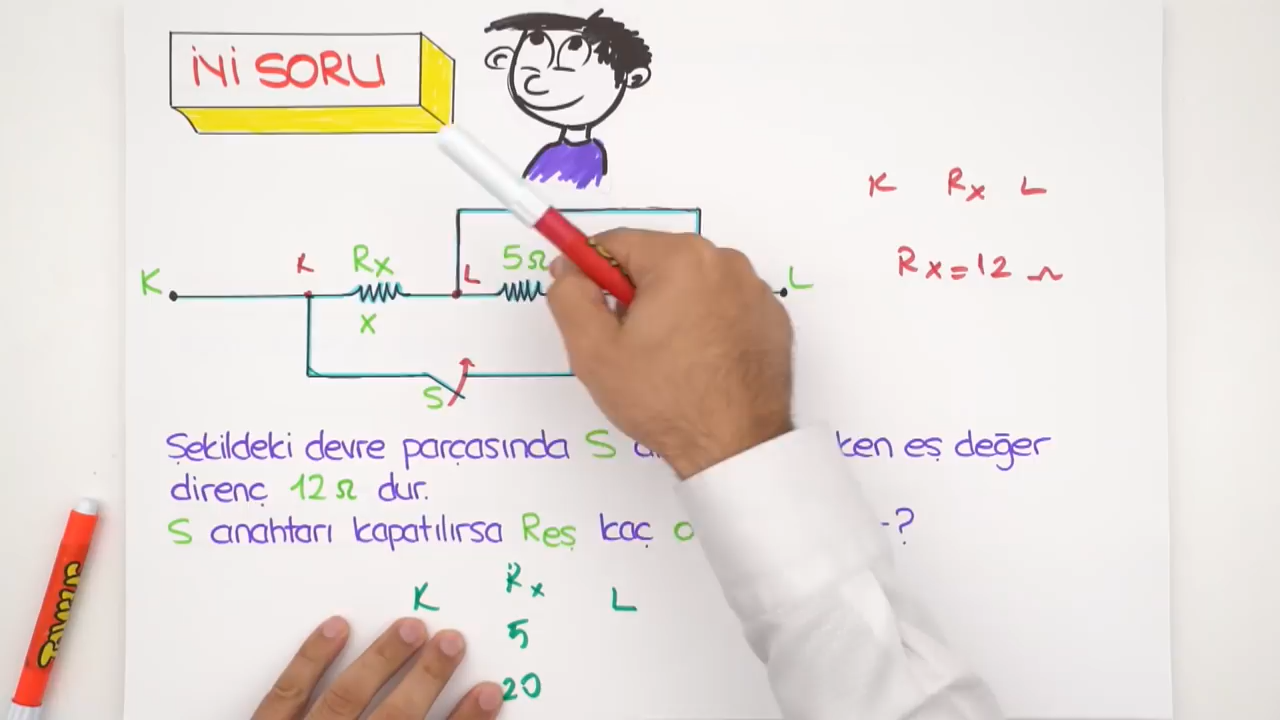 İYİ SORU
K Rx L
Rx = 12 Ω
K K Rx L 5Ω L
X
S
Şekildeki devre parçasında S ken eş değer
direnç 12 Ω dur.
S anahtarı kapatılırsa Reş kaç -?
K Rx L
5
20